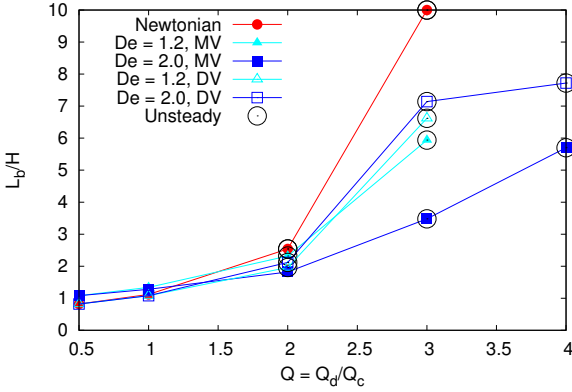 Newtonian
De = 1.2, MV
De = 2.0, MV
De = 1.2, DV
De = 2.0, DV
Unsteady
10
9
8
7
6
5
4
3
2
1
0
L_b/H
0.5 1 1.5 2 2.5 3 3.5 4
Q = Q_d/Q_c